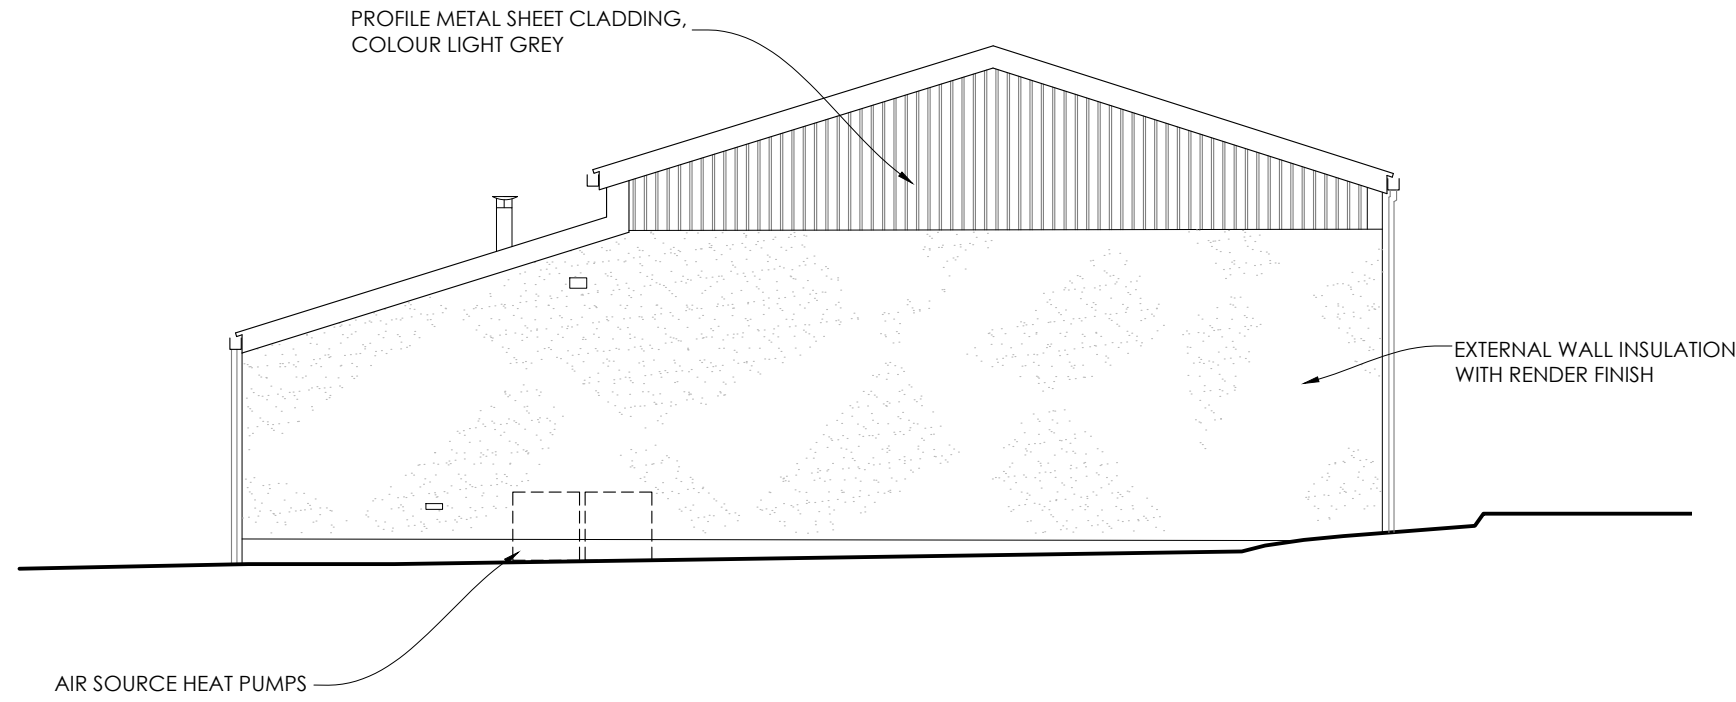 PROFILE METAL SHEET CLADDING,
COLOUR LIGHT GREY
EXTERNAL WALL INSULATION
WITH RENDER FINISH
AIR SOURCE HEAT PUMPS